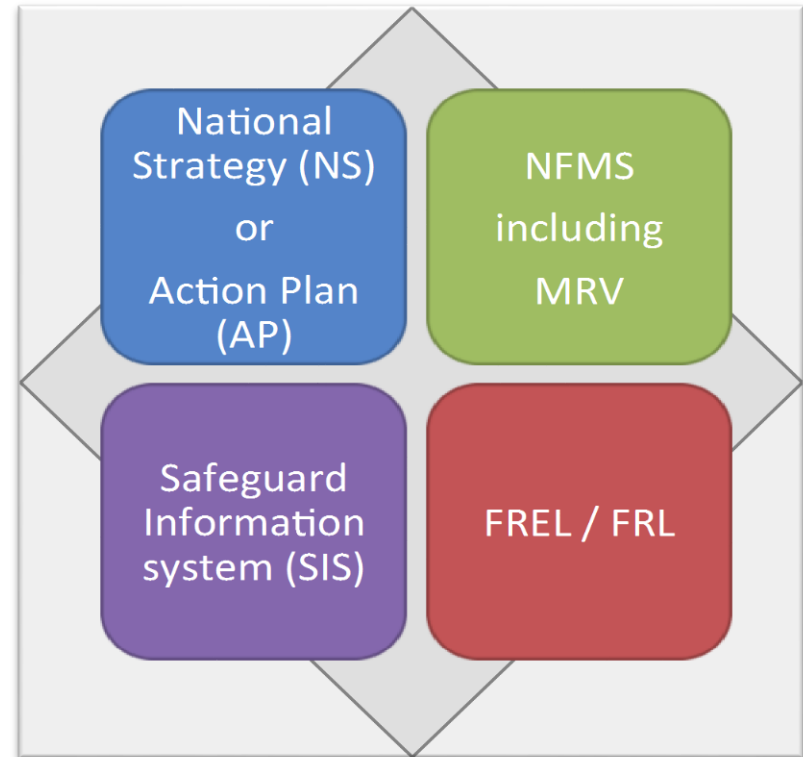 National
Strategy (NS)
or
Action Plan
(AP)
NFMS
including
MRV
Safeguard
Information
system (SIS)
FREL / FRL